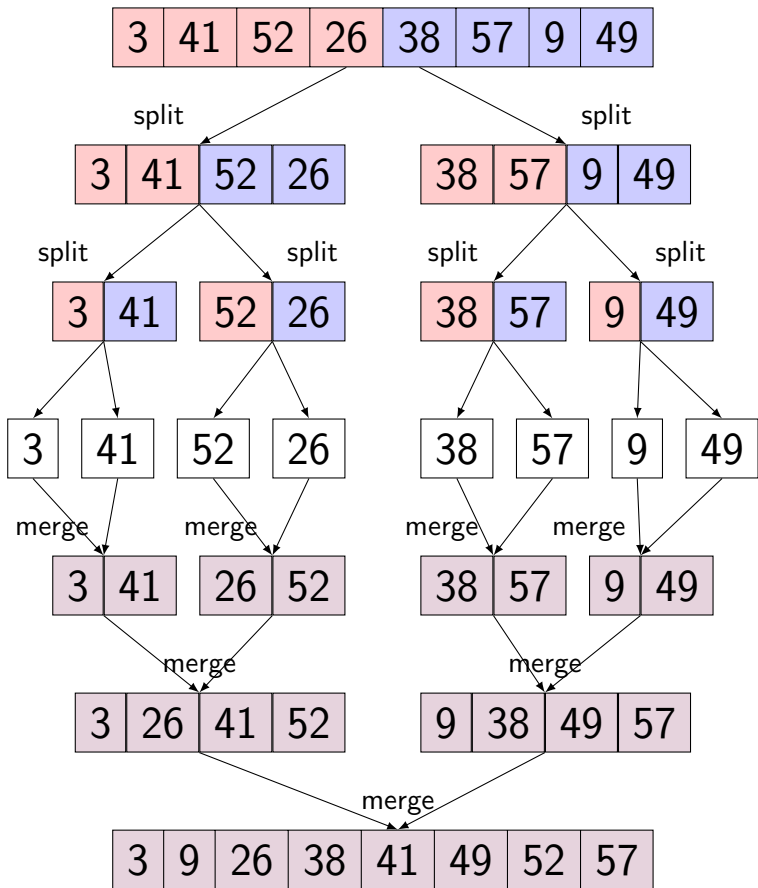 3 41 52 26 38 57 9 49
split split
3 41 52 26 38 57 9 49
split split split split
3 41 52 26 38 57 9 49
3 41 52 26 38 57 9 49
merge merge merge merge
3 41 26 52 38 57 9 49
merge merge
3 26 41 52 9 38 49 57
merge
3 9 26 38 41 49 52 57